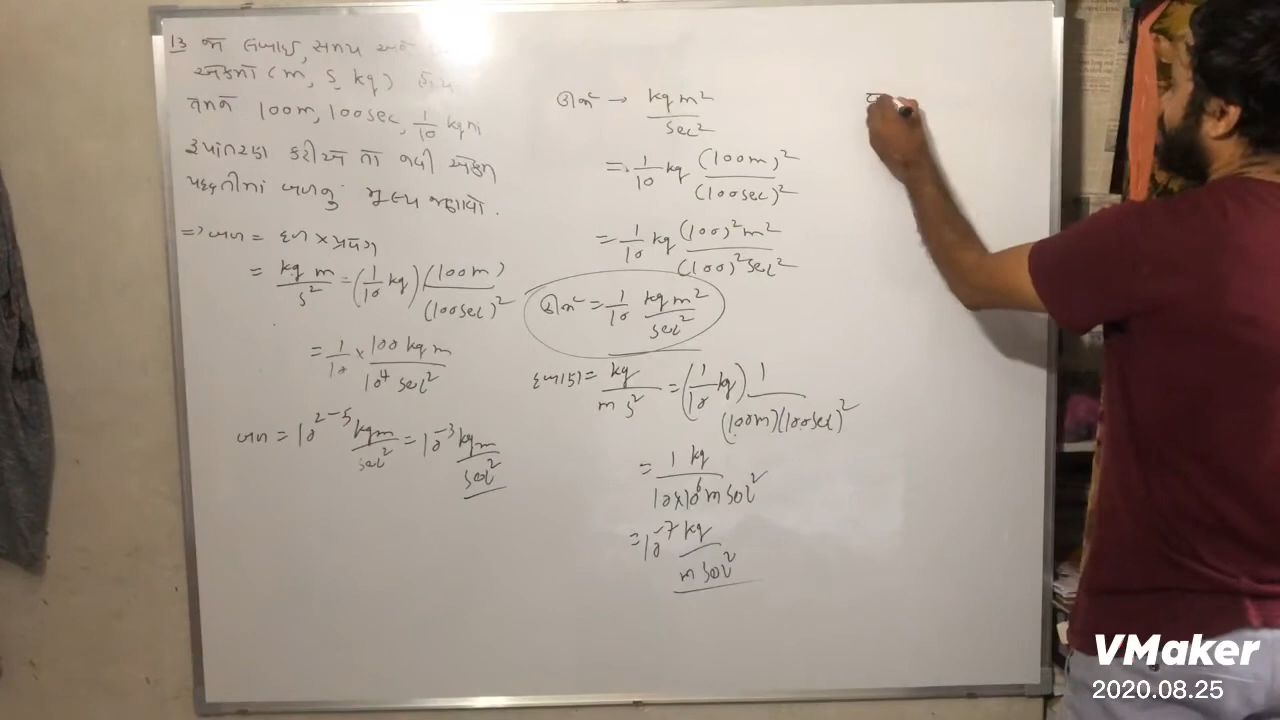 13 જો લંબાઈ, સમય અને
એકમો (m, s, kg)
તેને 100m, 100sec, 1/10 kg માં
રૂપાંતરણ કરીએ તો નવી એકમ
પદ્ધતીમાં બળનું મૂલ્ય જણાવો.
=> બળ = દળ × પ્રવેગ
= kg m / s² = (1/10 kg) (100m) / (100sec)²
= 1/10 × 100 kg m / 10⁴ sec²
બળ = 10²⁻⁵ kgm / sec² = 10⁻³ kgm / sec²
ઊર્જા → kg m² / sec²
= 1/10 kg (100m)² / (100sec)²
= 1/10 kg (100)² m² / (100)² sec²
ઊર્જા = 1/10 kg m² / sec²
= kg / m s² = (1/10 kg) 1 / (100m)(100sec)²
= 1 kg / 10×10⁶ m sec²
= 10⁻⁷ kg / m sec²
VMaker
2020.08.25